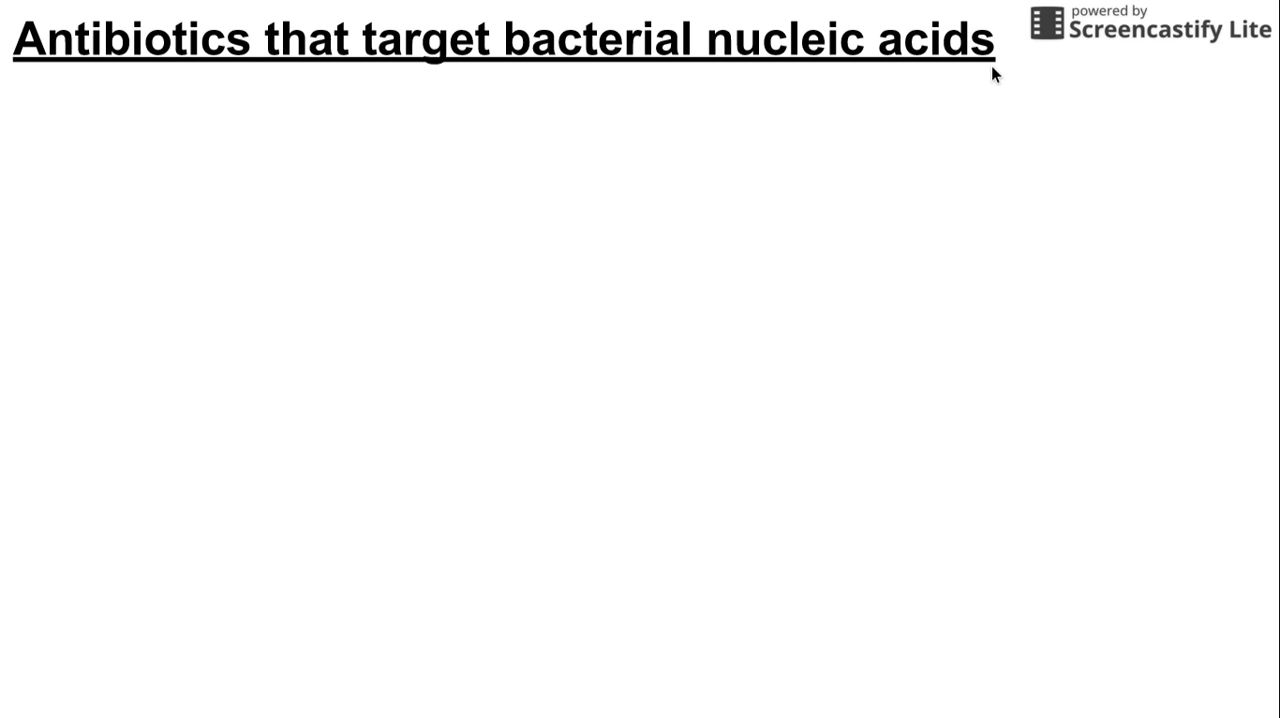 Antibiotics that target bacterial nucleic acids
powered by
Screencastify Lite